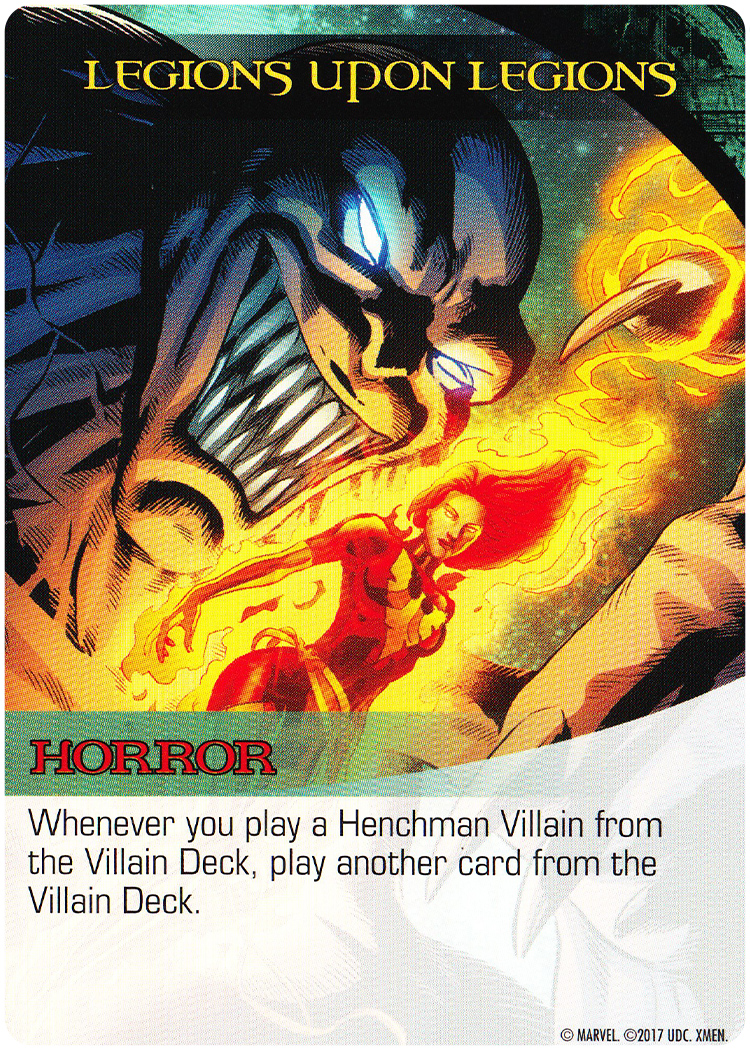 LEGIONS UPON LEGIONS
HORROR
Whenever you play a Henchman Villain from
the Villain Deck, play another card from the
Villain Deck.
© MARVEL. ©2017 UDC. XMEN.